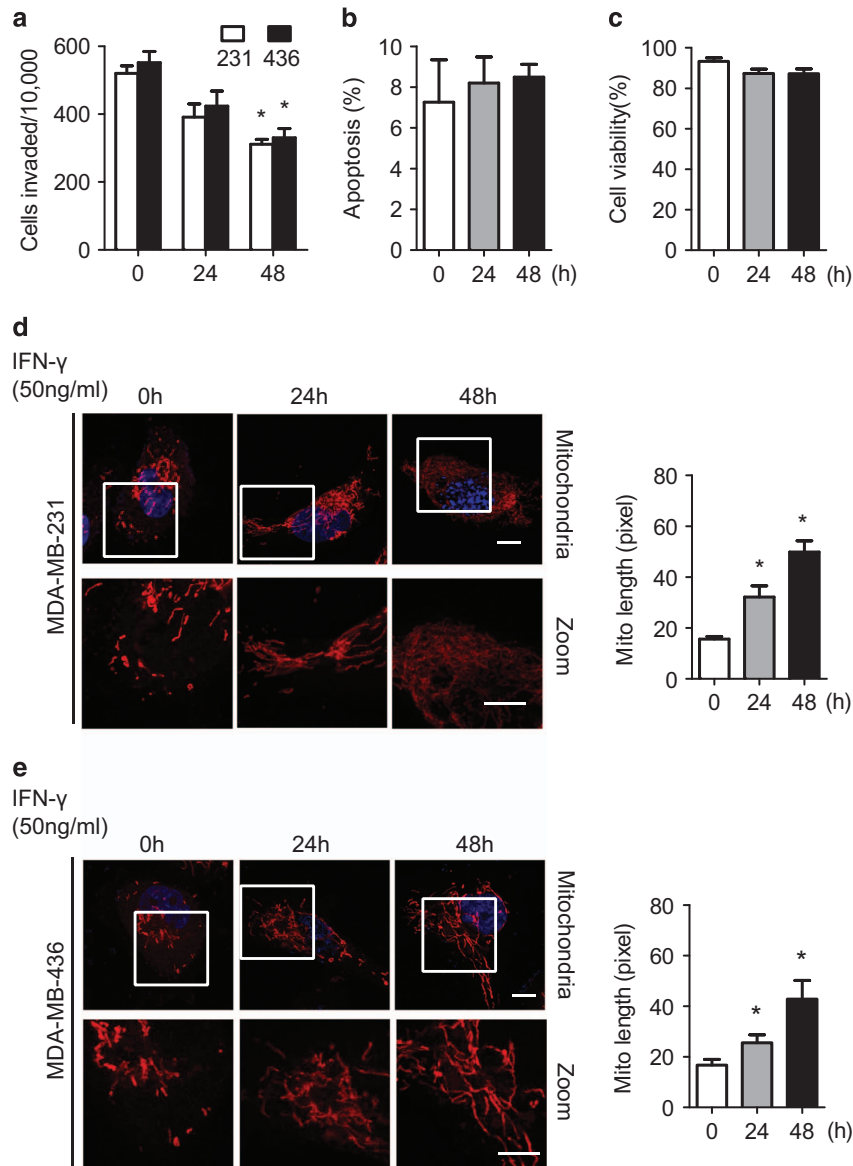 a
Cells invaded/10,000
600
400
200
0
231 436
* *
0 24 48
b
Apoptosis (%)
10
8
6
4
2
0
0 24 48 (h)
c
Cell viability(%)
100
80
60
40
20
0
0 24 48 (h)
d
IFN-γ
(50ng/ml)
0h 24h 48h
MDA-MB-231
Mitochondria
Zoom
Mito length (pixel)
80
60
40
20
0
* *
0 24 48 (h)
e
IFN-γ
(50ng/ml)
0h 24h 48h
MDA-MB-436
Mitochondria
Zoom
Mito length (pixel)
80
60
40
20
0
* *
0 24 48 (h)